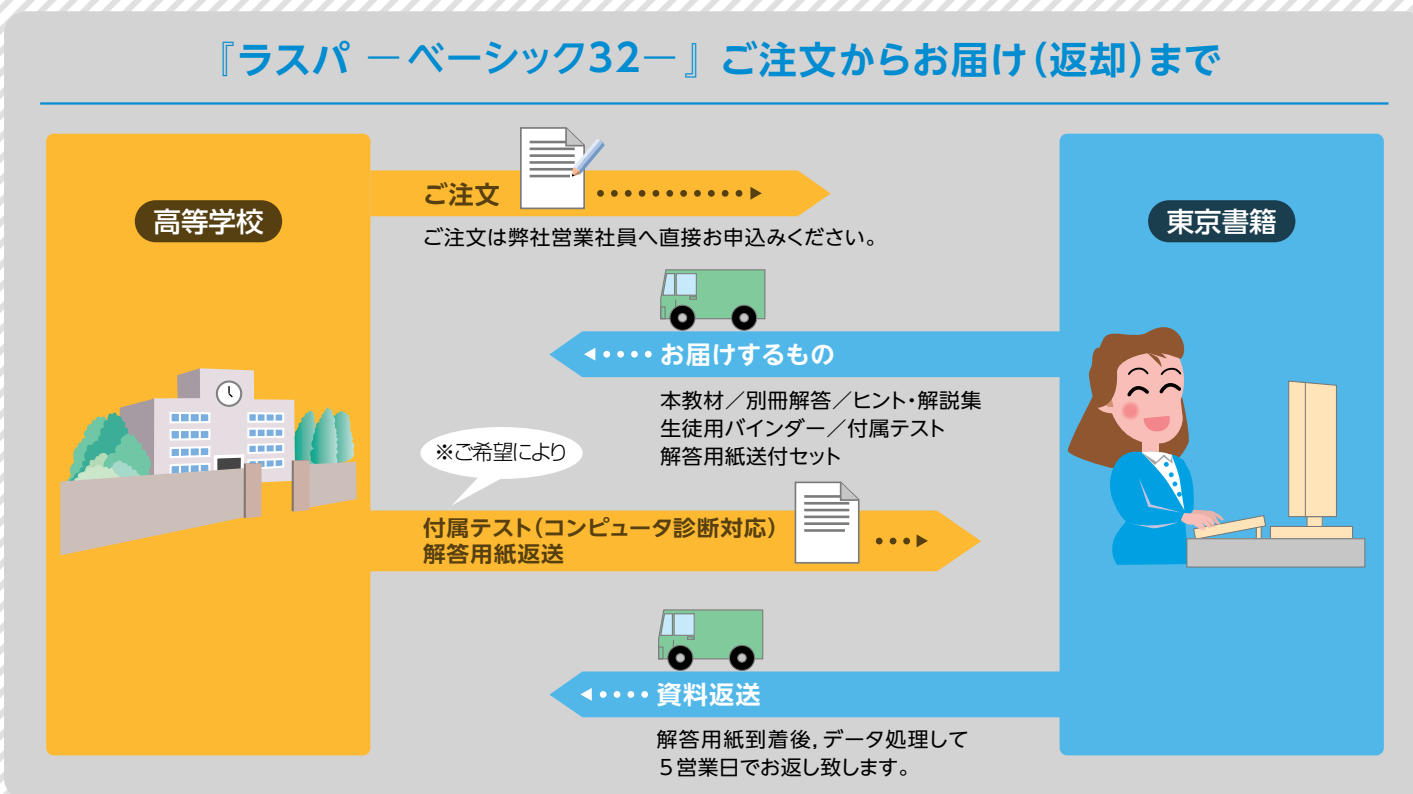 『ラスパ －ベーシック32－』ご注文からお届け（返却）まで
高等学校
東京書籍
ご注文
ご注文は弊社営業社員へ直接お申込みください。
お届けするもの
本教材／別冊解答／ヒント・解説集
生徒用バインダー／付属テスト
解答用紙送付セット
※ご希望により
付属テスト（コンピュータ診断対応）
解答用紙返送
資料返送
解答用紙到着後，データ処理して
５営業日でお返し致します。